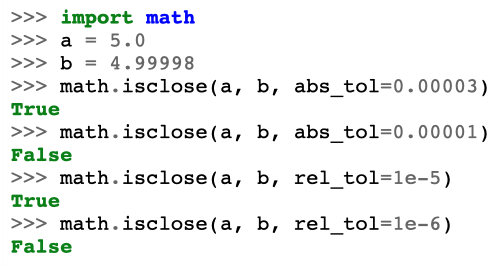 >>> import math
>>> a = 5.0
>>> b = 4.99998
>>> math.isclose(a, b, abs_tol=0.00003)
True
>>> math.isclose(a, b, abs_tol=0.00001)
False
>>> math.isclose(a, b, rel_tol=1e-5)
True
>>> math.isclose(a, b, rel_tol=1e-6)
False